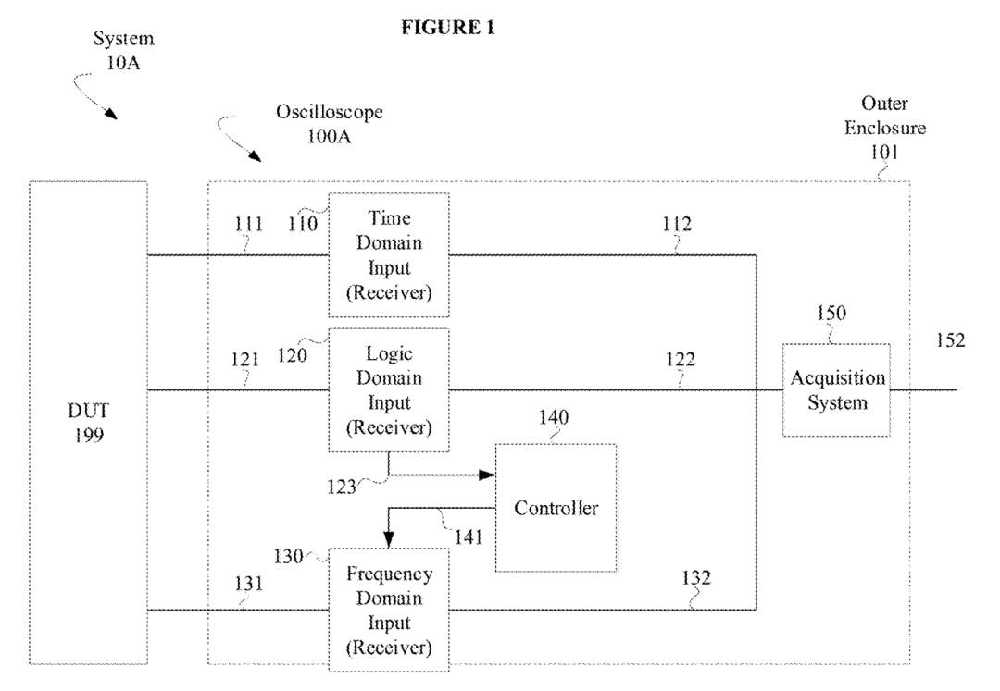 FIGURE 1
System
10A
Oscilloscope
100A
Outer
Enclosure
101
110
Time
Domain
Input
(Receiver)
111
112
120
Logic
Domain
Input
(Receiver)
121
122
150
Acquisition
System
152
DUT
199
123
140
Controller
141
130
Frequency
Domain
Input
(Receiver)
131
132